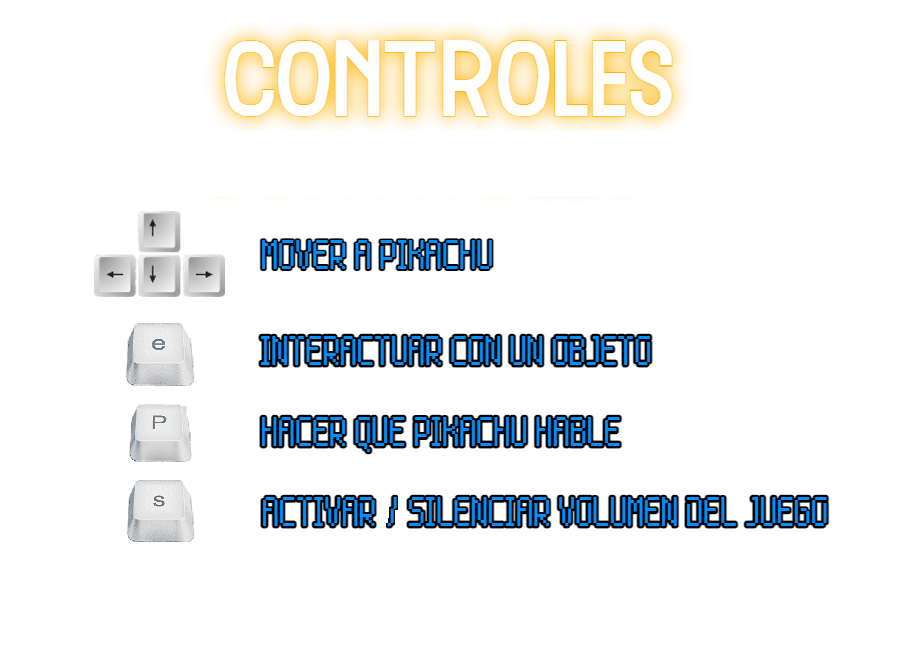 CONTROLES
↑
← ↓ →
MOVER A PIKACHU
e
INTERACTUAR CON UN OBJETO
P
HACER QUE PIKACHU HABLE
s
ACTIVAR / SILENCIAR VOLUMEN DEL JUEGO